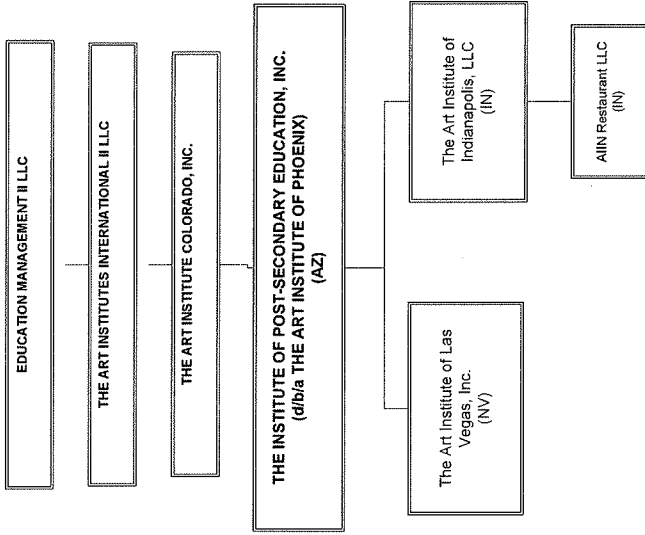 EDUCATION MANAGEMENT II LLC
THE ART INSTITUTES INTERNATIONAL II LLC
THE ART INSTITUTE COLORADO, INC.
THE INSTITUTE OF POST-SECONDARY EDUCATION, INC.
(d/b/a THE ART INSTITUTE OF PHOENIX)
(AZ)
The Art Institute of Las
Vegas, Inc.
(NV)
The Art Institute of
Indianapolis, LLC
(IN)
AIIN Restaurant LLC
(IN)